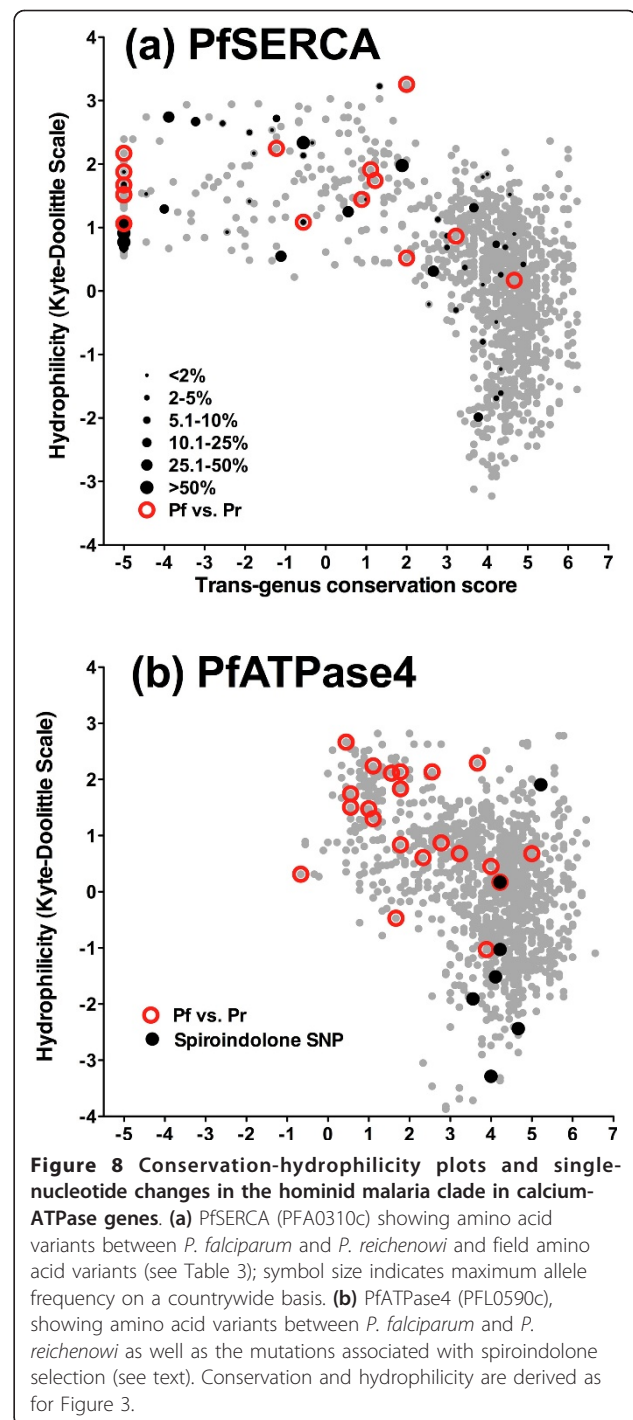 (a) PfSERCA
Hydrophilicity (Kyte-Doolittle Scale)
4
3
2
1
0
-1
-2
-3
-4
<2%
2-5%
5.1-10%
10.1-25%
25.1-50%
>50%
Pf vs. Pr
-5 -4 -3 -2 -1 0 1 2 3 4 5 6 7
Trans-genus conservation score
(b) PfATPase4
Hydrophilicity (Kyte-Doolittle Scale)
4
3
2
1
0
-1
-2
-3
-4
Pf vs. Pr
Spiroindolone SNP
-5 -4 -3 -2 -1 0 1 2 3 4 5 6 7
Figure 8 Conservation-hydrophilicity plots and single-
nucleotide changes in the hominid malaria clade in calcium-
ATPase genes. (a) PfSERCA (PFA0310c) showing amino acid
variants between P. falciparum and P. reichenowi and field amino
acid variants (see Table 3); symbol size indicates maximum allele
frequency on a countrywide basis. (b) PfATPase4 (PFL0590c),
showing amino acid variants between P. falciparum and P.
reichenowi as well as the mutations associated with spiroindolone
selection (see text). Conservation and hydrophilicity are derived as
for Figure 3.